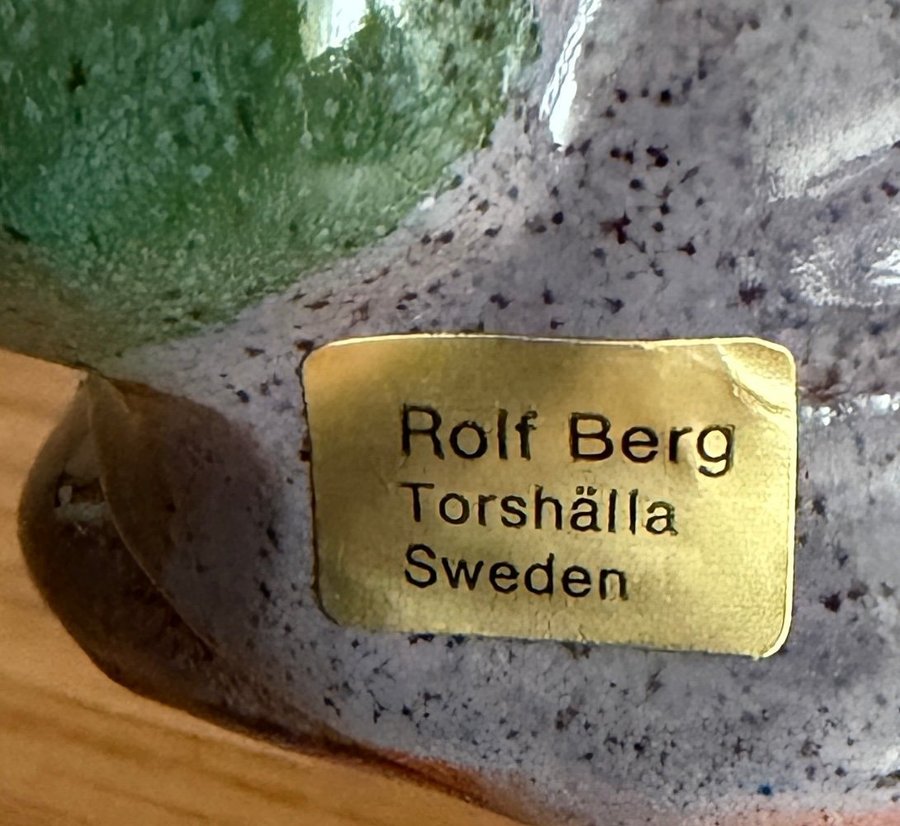 Rolf Berg
Torshälla
Sweden